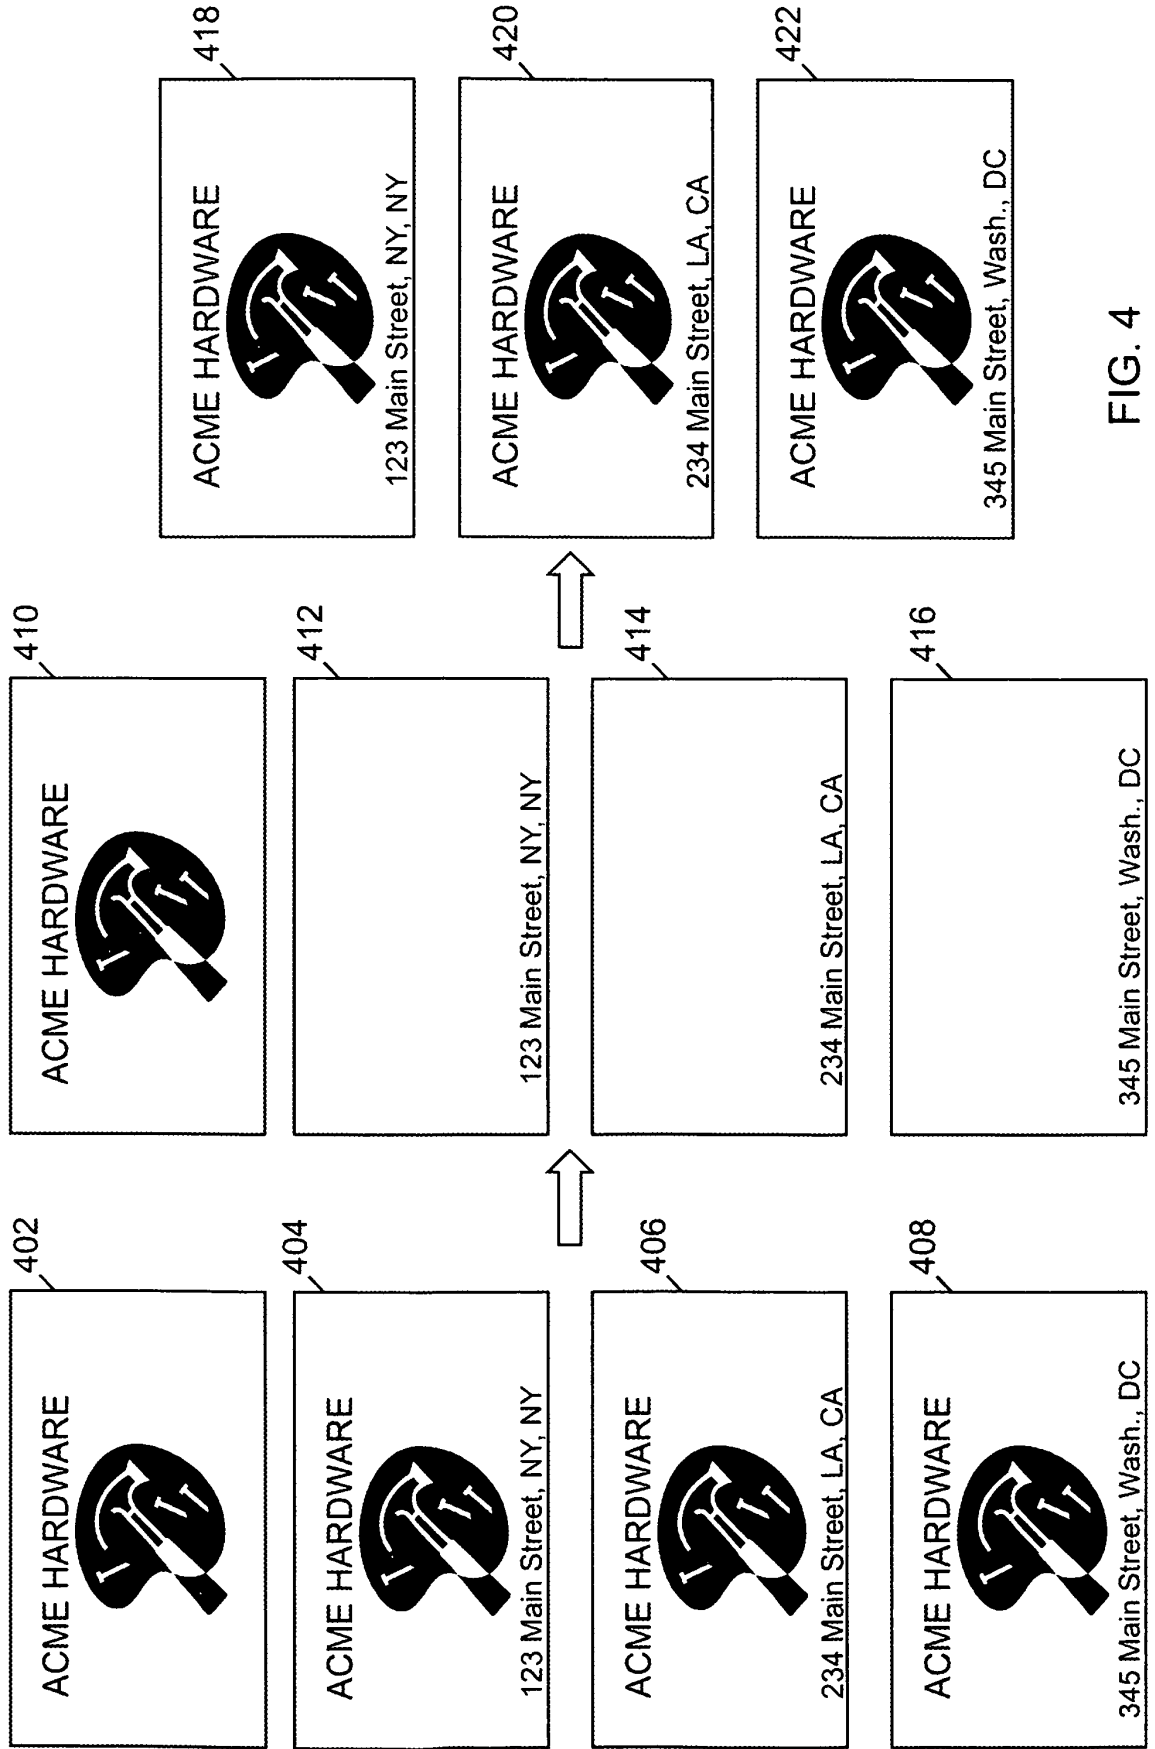 402
ACME HARDWARE
404
ACME HARDWARE
123 Main Street, NY, NY
406
ACME HARDWARE
234 Main Street, LA, CA
408
ACME HARDWARE
345 Main Street, Wash., DC
410
ACME HARDWARE
412
123 Main Street, NY, NY
414
234 Main Street, LA, CA
416
345 Main Street, Wash., DC
418
ACME HARDWARE
123 Main Street, NY, NY
420
ACME HARDWARE
234 Main Street, LA, CA
422
ACME HARDWARE
345 Main Street, Wash., DC
FIG. 4